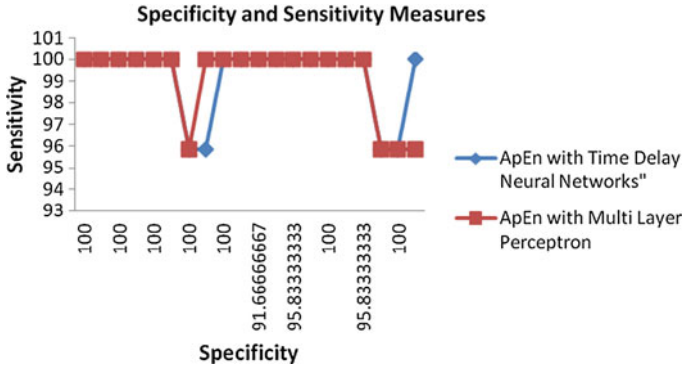 Specificity and Sensitivity Measures
101
100
99
98
97
96
95
94
93
Sensitivity
100
100
100
100
100
91.66666667
95.83333333
100
95.83333333
100
Specificity
ApEn with Time Delay
Neural Networks"
ApEn with Multi Layer
Perceptron